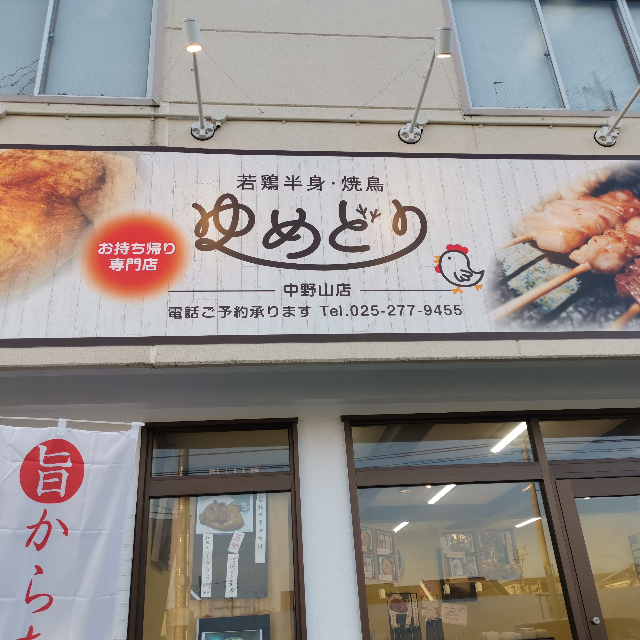 若鶏半身・焼鳥
ゆめどり
お持ち帰り
専門店
中野山店
電話ご予約承ります Tel.025-277-9455
旨から